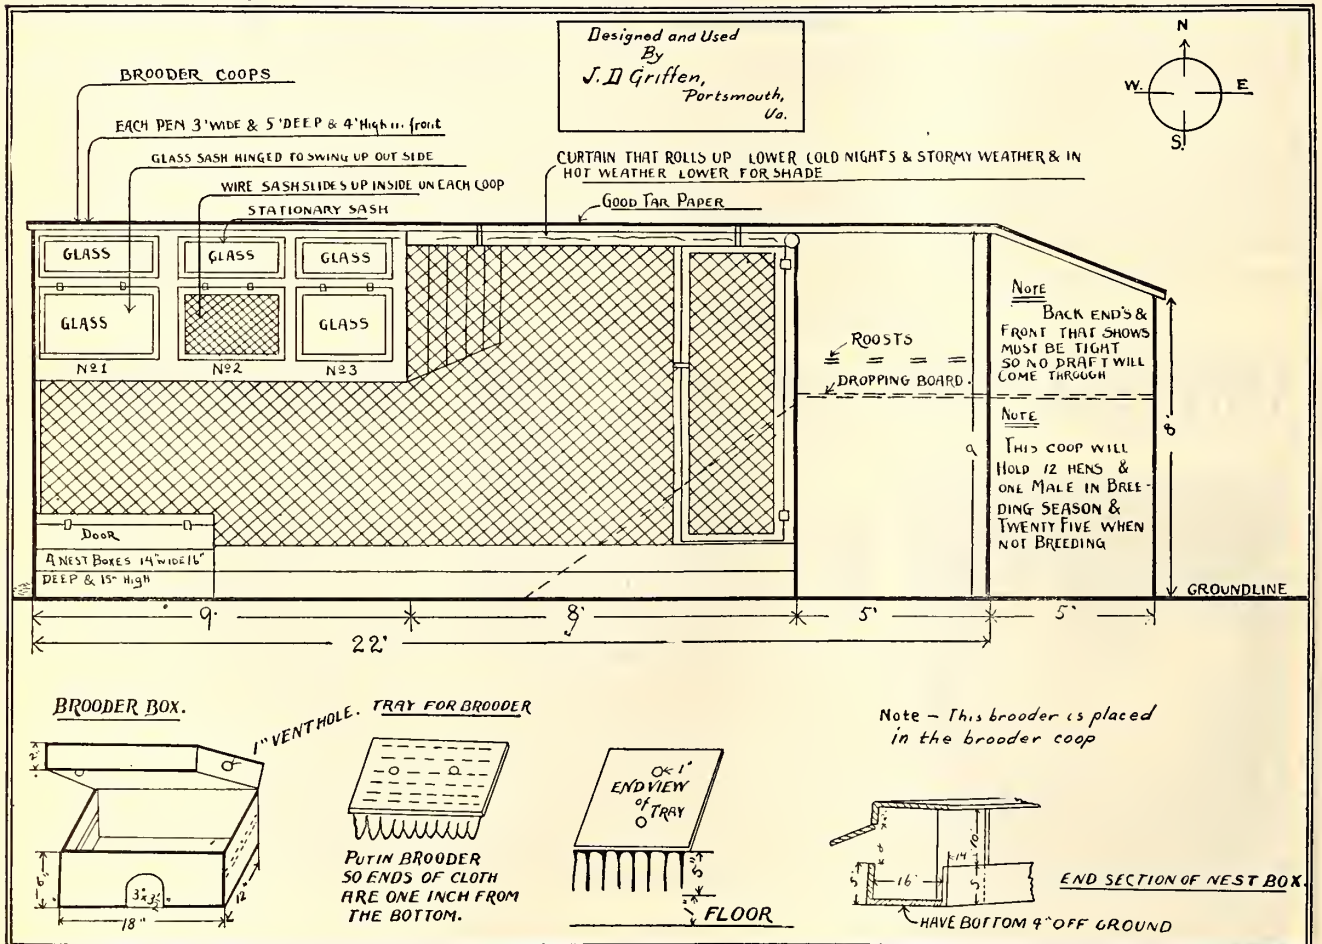 Designed and Used
By
J. D Griffen,
Portsmouth,
Va.
N
W.
E
S.
BROODER COOPS
EACH PEN 3' WIDE & 5' DEEP & 4' High in front
GLASS SASH HINGED TO SWING UP OUT SIDE
WIRE SASH SLIDES UP INSIDE ON EACH COOP
STATIONARY SASH
CURTAIN THAT ROLLS UP LOWER COLD NIGHTS & STORMY WEATHER & IN
HOT WEATHER LOWER FOR SHADE
GOOD TAR PAPER
GLASS
GLASS
GLASS
GLASS
GLASS
No1
No2
No3
ROOSTS
DROPPING BOARD.
NOTE
BACK END'S &
FRONT THAT SHOWS
MUST BE TIGHT
SO NO DRAFT WILL
COME THROUGH
NOTE
THIS COOP WILL
HOLD 12 HENS &
ONE MALE IN BREE-
DING SEASON &
TWENTY FIVE WHEN
NOT BREEDING
9
8'
DOOR
4 NEST BOXES 14" WIDE 16"
DEEP & 15" HIGH
GROUNDLINE
9'
8'
5'
5'
22'
BROODER BOX.
1" VENT HOLE.
2"
6"
3" x 3½"
12"
18"
TRAY FOR BROODER
PUT IN BROODER
SO ENDS OF CLOTH
ARE ONE INCH FROM
THE BOTTOM.
1"
END VIEW
of
TRAY
5"
1"
FLOOR
Note - This brooder is placed
in the brooder coop
5"
16"
14"
10"
5"
END SECTION OF NEST BOX.
HAVE BOTTOM 4" OFF GROUND